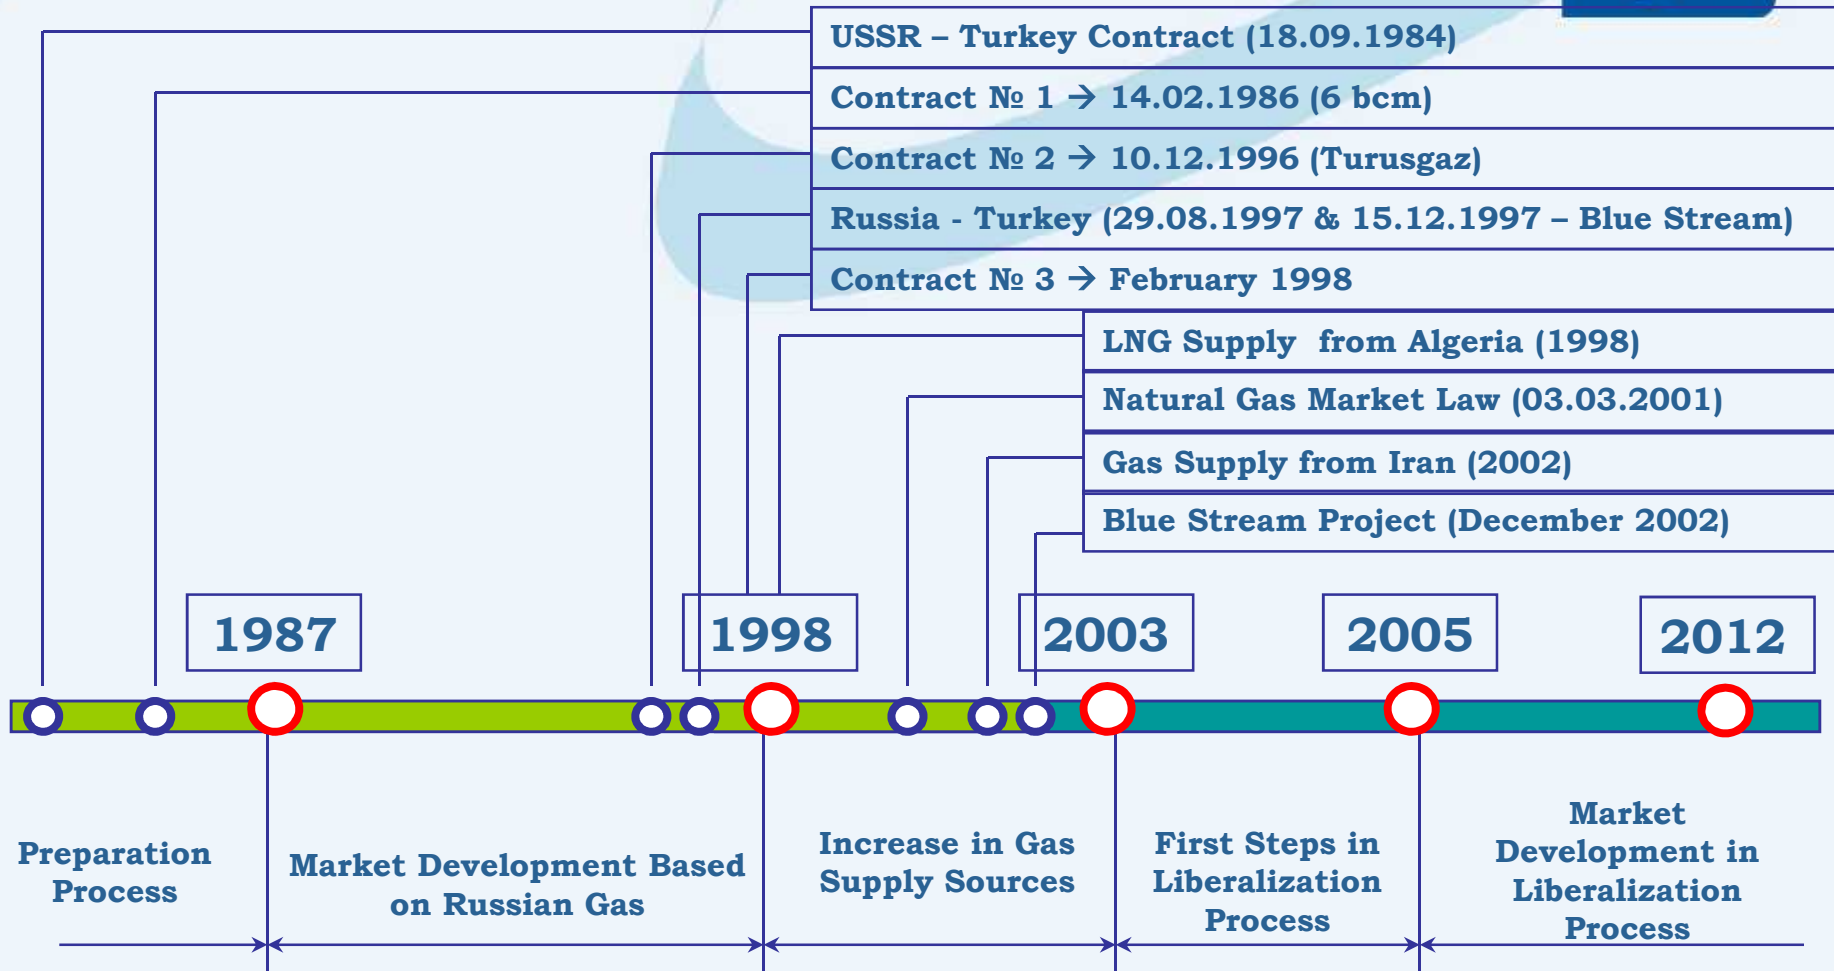 USSR – Turkey Contract (18.09.1984)
Contract № 1 → 14.02.1986 (6 bcm)
Contract № 2 → 10.12.1996 (Turusgaz)
Russia - Turkey (29.08.1997 & 15.12.1997 – Blue Stream)
Contract № 3 → February 1998
LNG Supply  from Algeria (1998)
Natural Gas Market Law (03.03.2001)
Gas Supply from Iran (2002)
Blue Stream Project (December 2002)
1987
1998
2003
2005
2012
Preparation
Process
Market Development Based
on Russian Gas
Increase in Gas
Supply Sources
First Steps in
Liberalization
Process
Market
Development in
Liberalization
Process